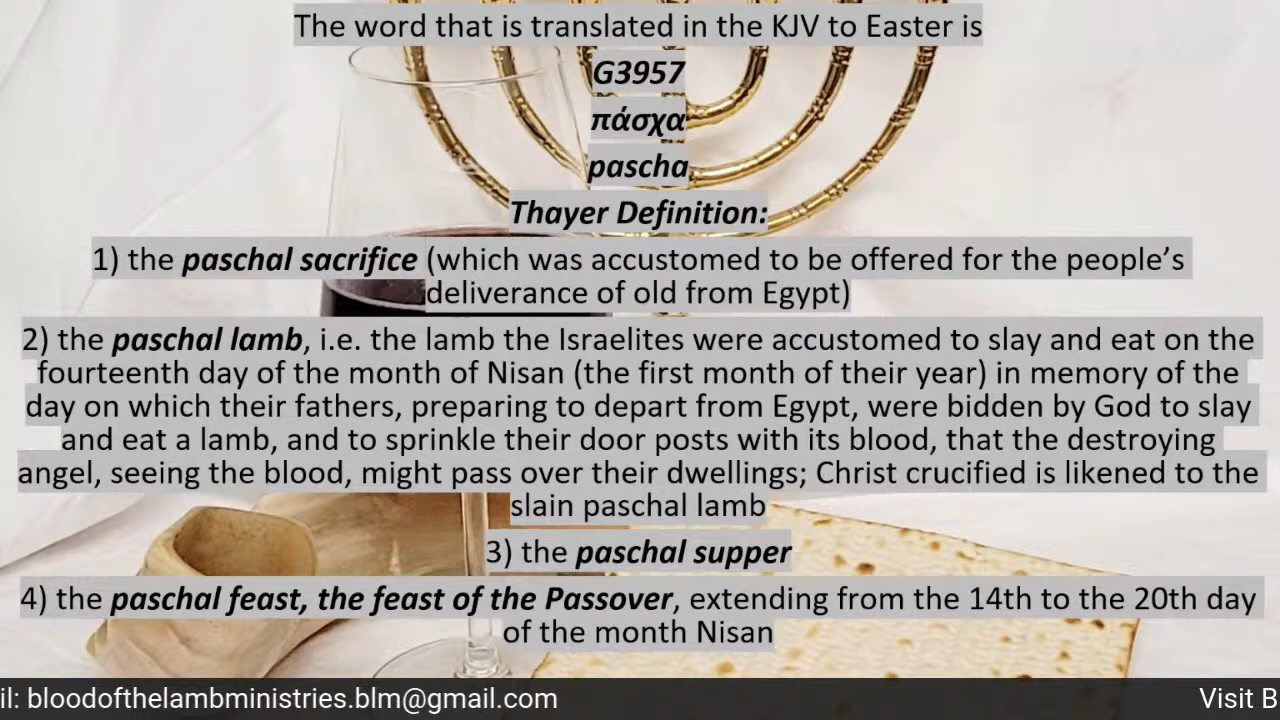 The word that is translated in the KJV to Easter is
G3957
πάσχα
pascha
Thayer Definition:
1) the paschal sacrifice (which was accustomed to be offered for the people’s
deliverance of old from Egypt)
2) the paschal lamb, i.e. the lamb the Israelites were accustomed to slay and eat on the
fourteenth day of the month of Nisan (the first month of their year) in memory of the
day on which their fathers, preparing to depart from Egypt, were bidden by God to slay
and eat a lamb, and to sprinkle their door posts with its blood, that the destroying
angel, seeing the blood, might pass over their dwellings; Christ crucified is likened to the
slain paschal lamb
3) the paschal supper
4) the paschal feast, the feast of the Passover, extending from the 14th to the 20th day
of the month Nisan
il: bloodofthelambministries.blm@gmail.com Visit B